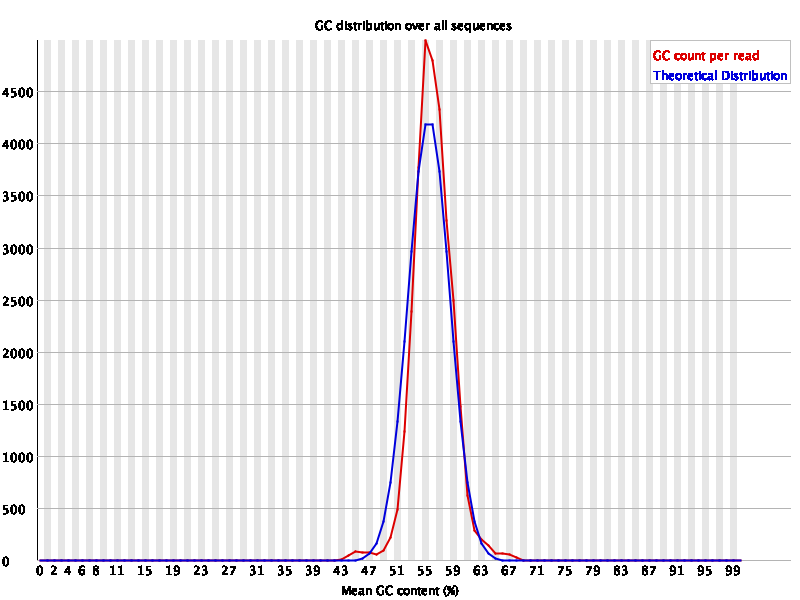 GC distribution over all sequences
GC count per read
Theoretical Distribution
4500
4000
3500
3000
2500
2000
1500
1000
500
0
0 2 4 6 8 11 15 19 23 27 31 35 39 43 47 51 55 59 63 67 71 75 79 83 87 91 95 99
Mean GC content (%)